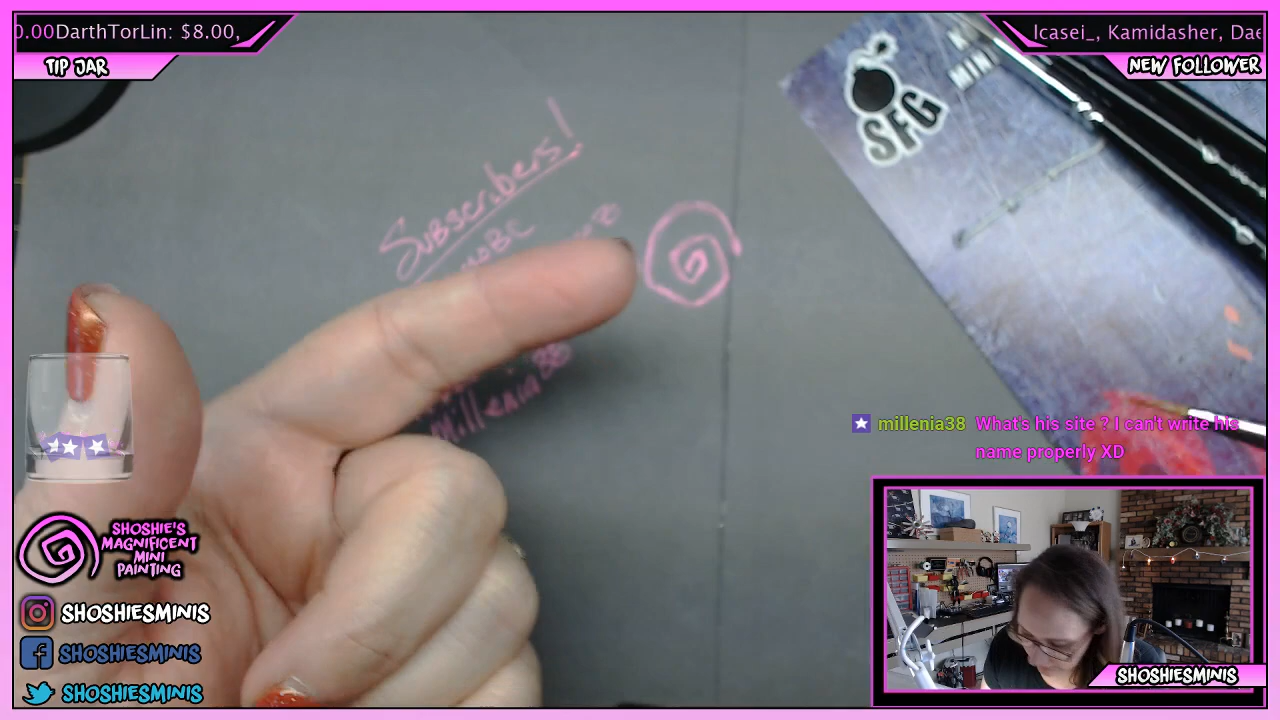 0.00DarthTorLin: $8.00,
TIP JAR
Icasei_, Kamidasher, Dae
NEW FOLLOWER
SFG
MINI
Subscribers!
Millenia38
millenia38 What's his site ? I can't write his
name properly XD
SHOSHIE'S
MAGNIFICENT
MINI
PAINTING
SHOSHIESMINIS
SHOSHIESMINIS
SHOSHIESMINIS
SHOSHIESMINIS